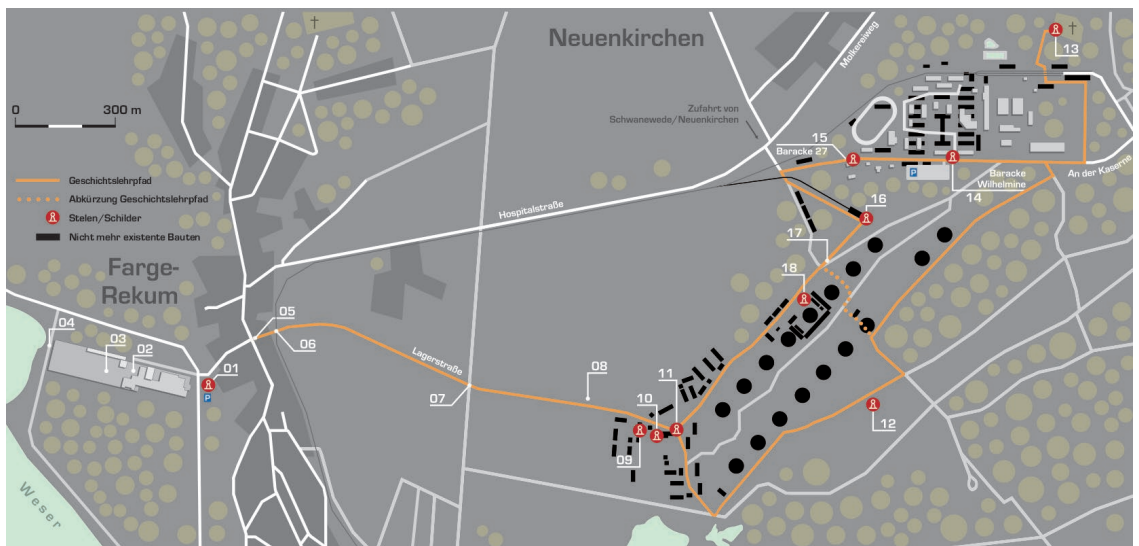 Neuenkirchen
Molkereiweg
13
0
300 m
Zufahrt von
Schwanewede/Neuenkirchen
15
Baracke 27
P
An der Kaserne
Baracke
Wilhelmine
14
Geschichtslehrpfad
Abkürzung Geschichtslehrpfad
Stelen/Schilder
Nicht mehr existente Bauten
Hospitalstraße
16
17
18
Farge-
Rekum
04
03
02
01
P
05
06
Lagerstraße
07
08
10
11
09
12
Weser